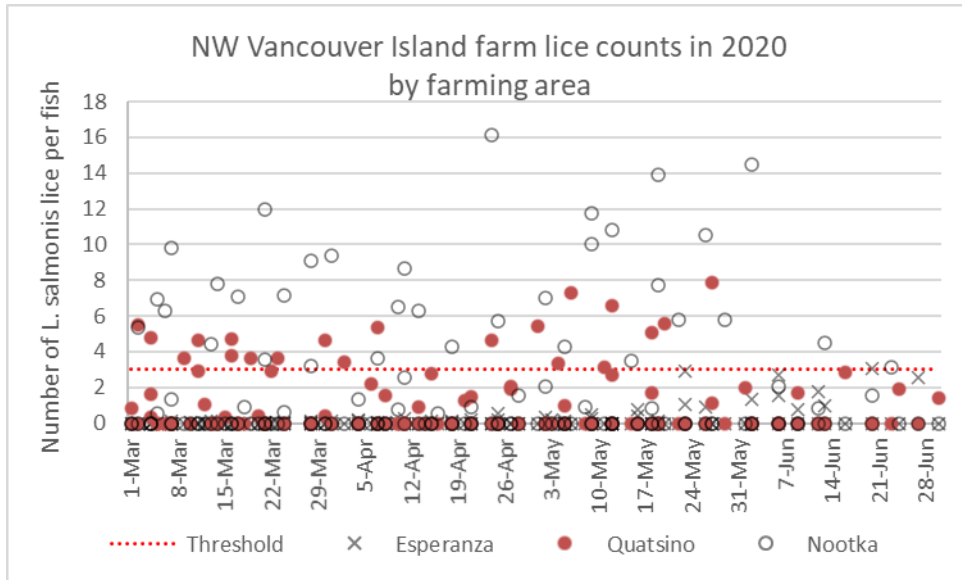 NW Vancouver Island farm lice counts in 2020
by farming area
Number of L. salmonis lice per fish
18
16
14
12
10
8
6
4
2
0
1-Mar
8-Mar
15-Mar
22-Mar
29-Mar
5-Apr
12-Apr
19-Apr
26-Apr
3-May
10-May
17-May
24-May
31-May
7-Jun
14-Jun
21-Jun
28-Jun
Threshold
Esperanza
Quatsino
Nootka